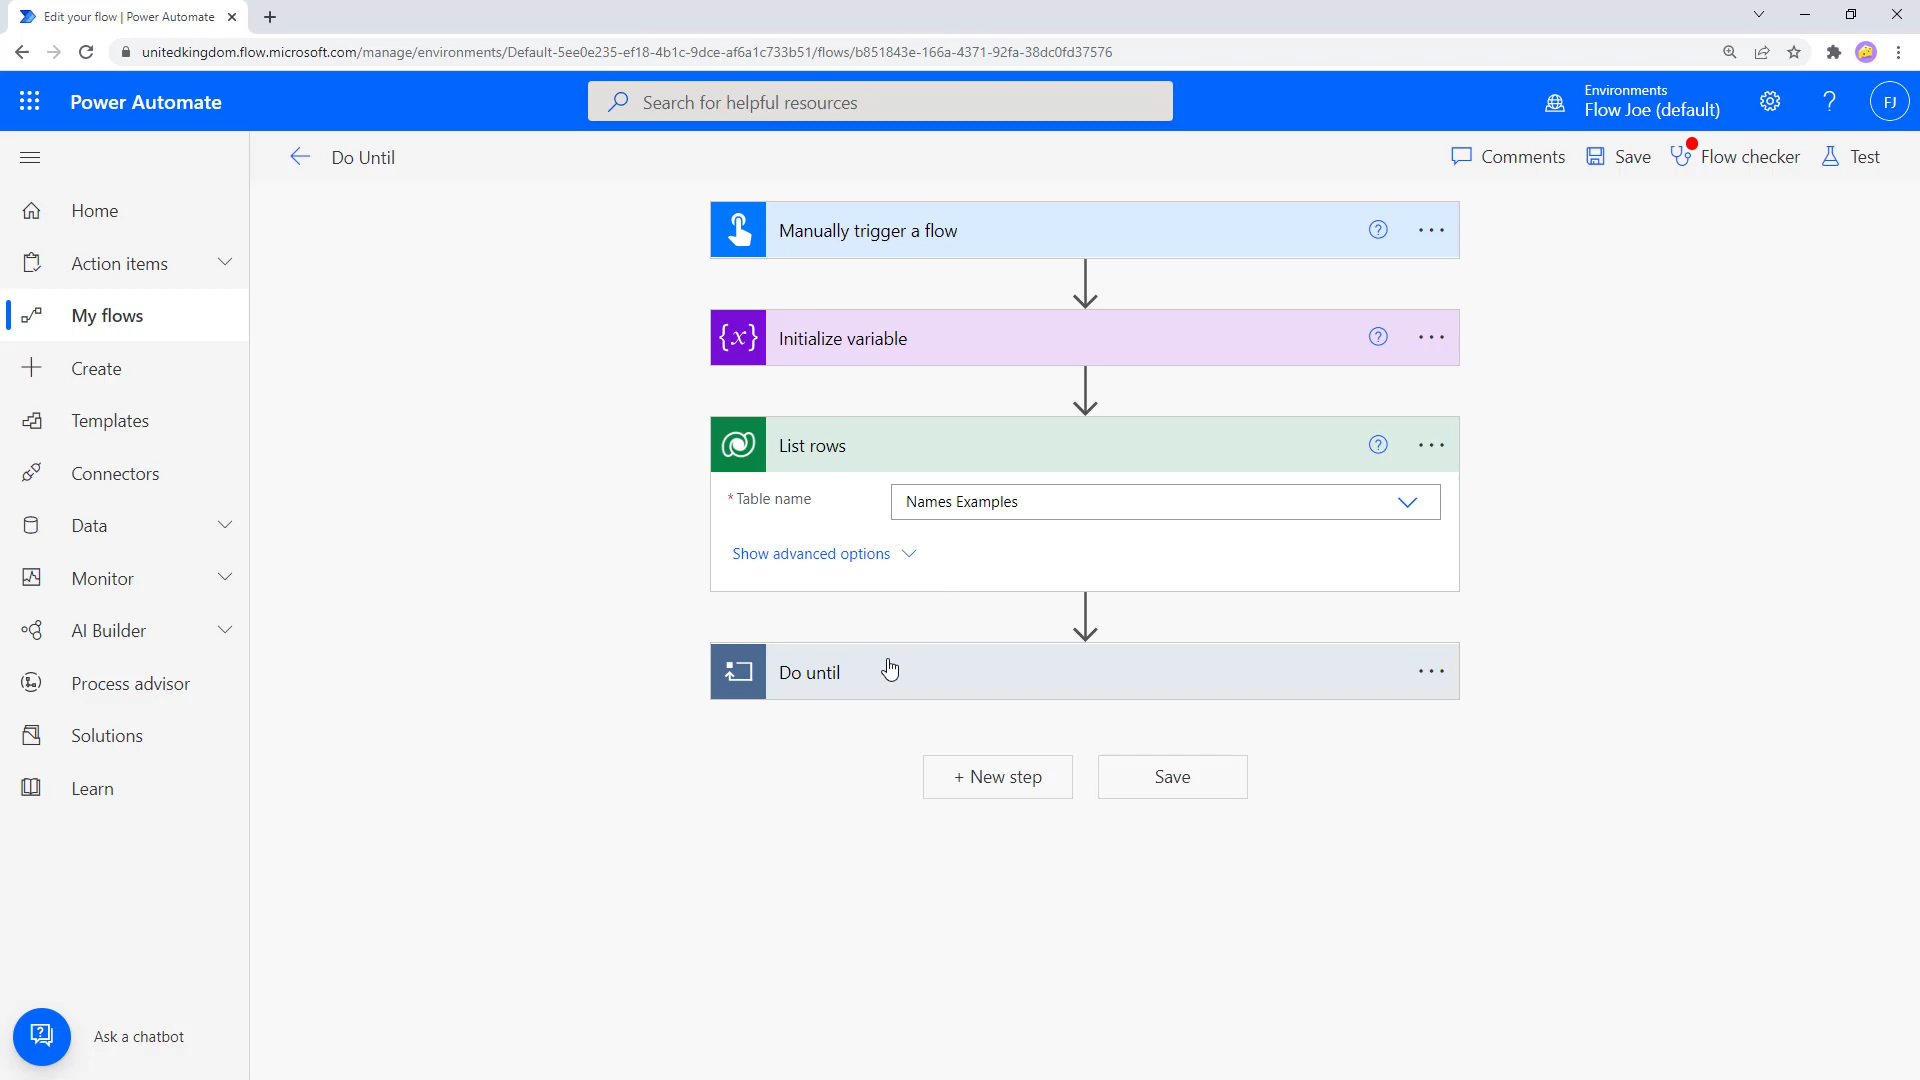 Edit your flow | Power Automate
unitedkingdom.flow.microsoft.com/manage/environments/Default-5ee0e235-ef18-4b1c-9dce-af6a1c733b51/flows/b851843e-166a-4371-92fa-38dc0fd37576
Power Automate
Search for helpful resources
Environments
Flow Joe (default)
FJ
Do Until
Comments
Save
Flow checker
Test
Home
Action items
My flows
Create
Templates
Connectors
Data
Monitor
AI Builder
Process advisor
Solutions
Learn
Ask a chatbot
Manually trigger a flow
{x}
Initialize variable
List rows
* Table name
Names Examples
Show advanced options
Do until
+ New step
Save